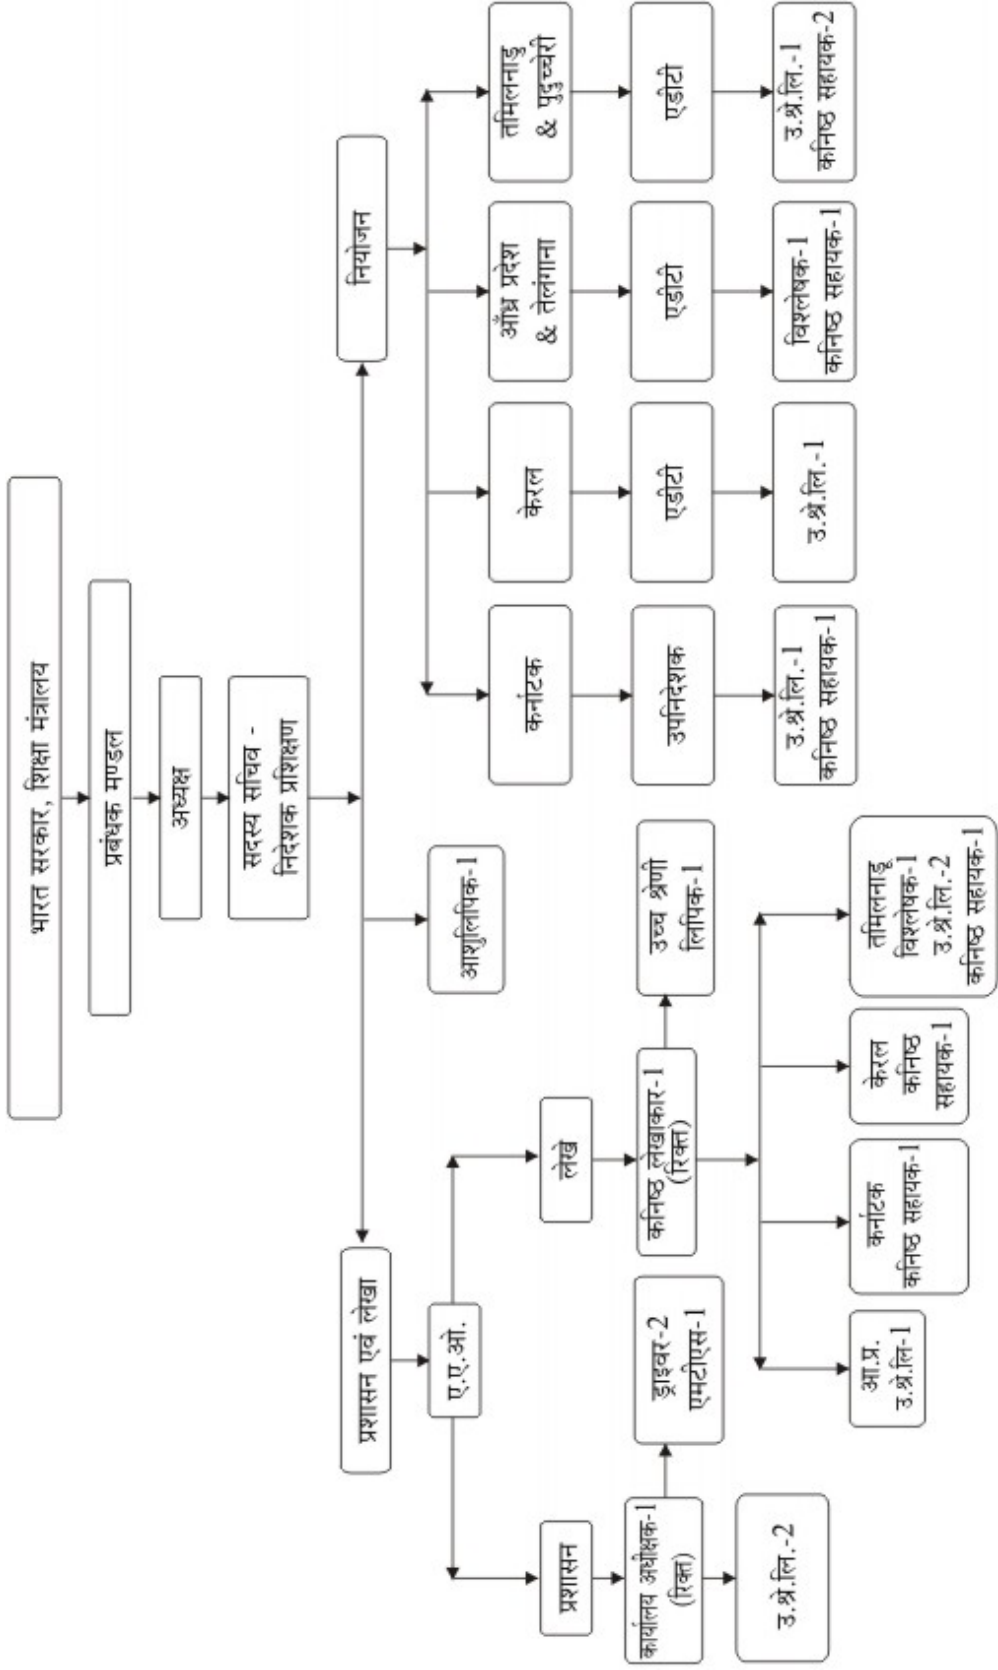 भारत सरकार, शिक्षा मंत्रालय
प्रबंधक मण्डल
अध्यक्ष
सदस्य सचिव -
निदेशक प्रशिक्षण
प्रशासन एवं लेखा
आशुलिपिक-1
नियोजन
ए.ए.ओ.
प्रशासन
लेखे
कार्यालय अधीक्षक-1
(रिक्त)
ड्राइवर-2
एमटीएस-1
उ.श्रे.लि.-2
कनिष्ठ लेखाकार-1
(रिक्त)
उच्च श्रेणी
लिपिक-1
आ.प्र.
उ.श्रे.लि-1
कर्नाटक
कनिष्ठ सहायक-1
केरल
कनिष्ठ
सहायक-1
तमिलनाडू
विश्लेषक-1
उ.श्रे.लि.-2
कनिष्ठ सहायक-1
कर्नाटक
केरल
आँध्र प्रदेश
& तेलंगाना
तमिलनाडु
& पुदुच्चेरी
उपनिदेशक
एडीटी
एडीटी
एडीटी
उ.श्रे.लि.-1
कनिष्ठ सहायक-1
उ.श्रे.लि.-1
विश्लेषक-1
कनिष्ठ सहायक-1
उ.श्रे.लि.-1
कनिष्ठ सहायक-2